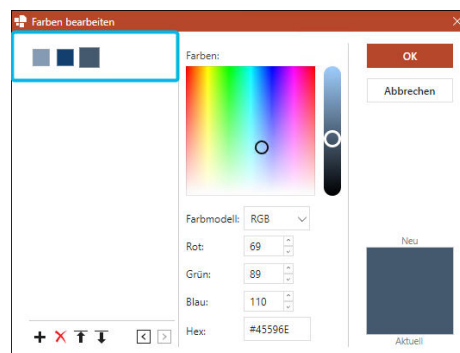 Farben bearbeiten
Farben:
OK
Abbrechen
Farbmodell: RGB
Rot: 69
Grün: 89
Blau: 110
Hex: #45596E
Neu
Aktuell